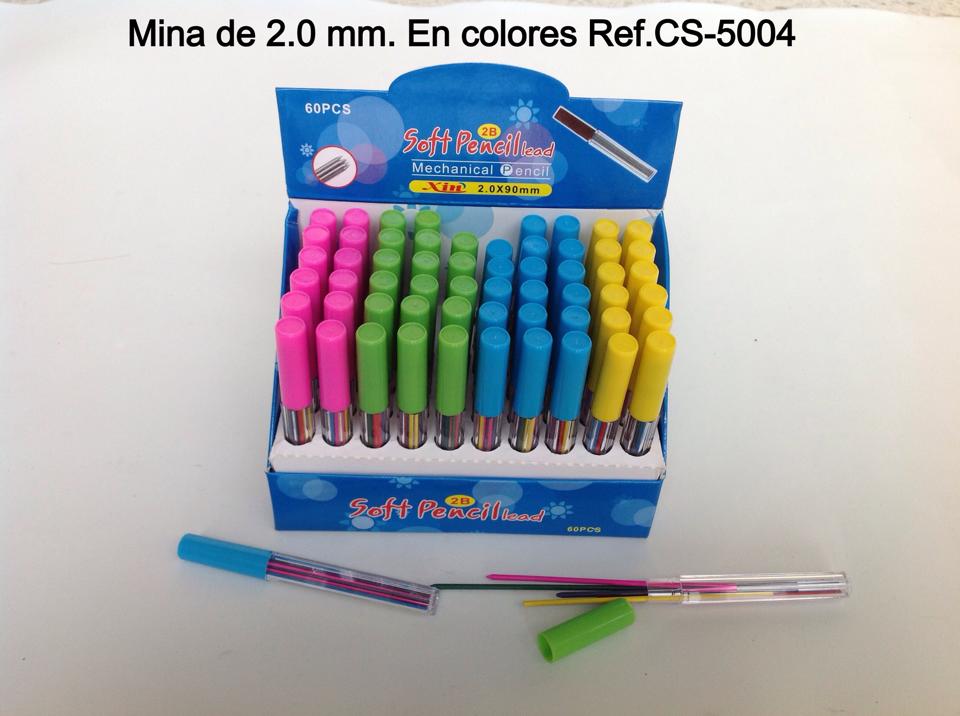 Mina de 2.0 mm. En colores Ref.CS-5004
60PCS
2B
Soft Pencil lead
Mechanical Pencil
Xin 2.0X90mm
2B
Soft Pencil lead
60PCS